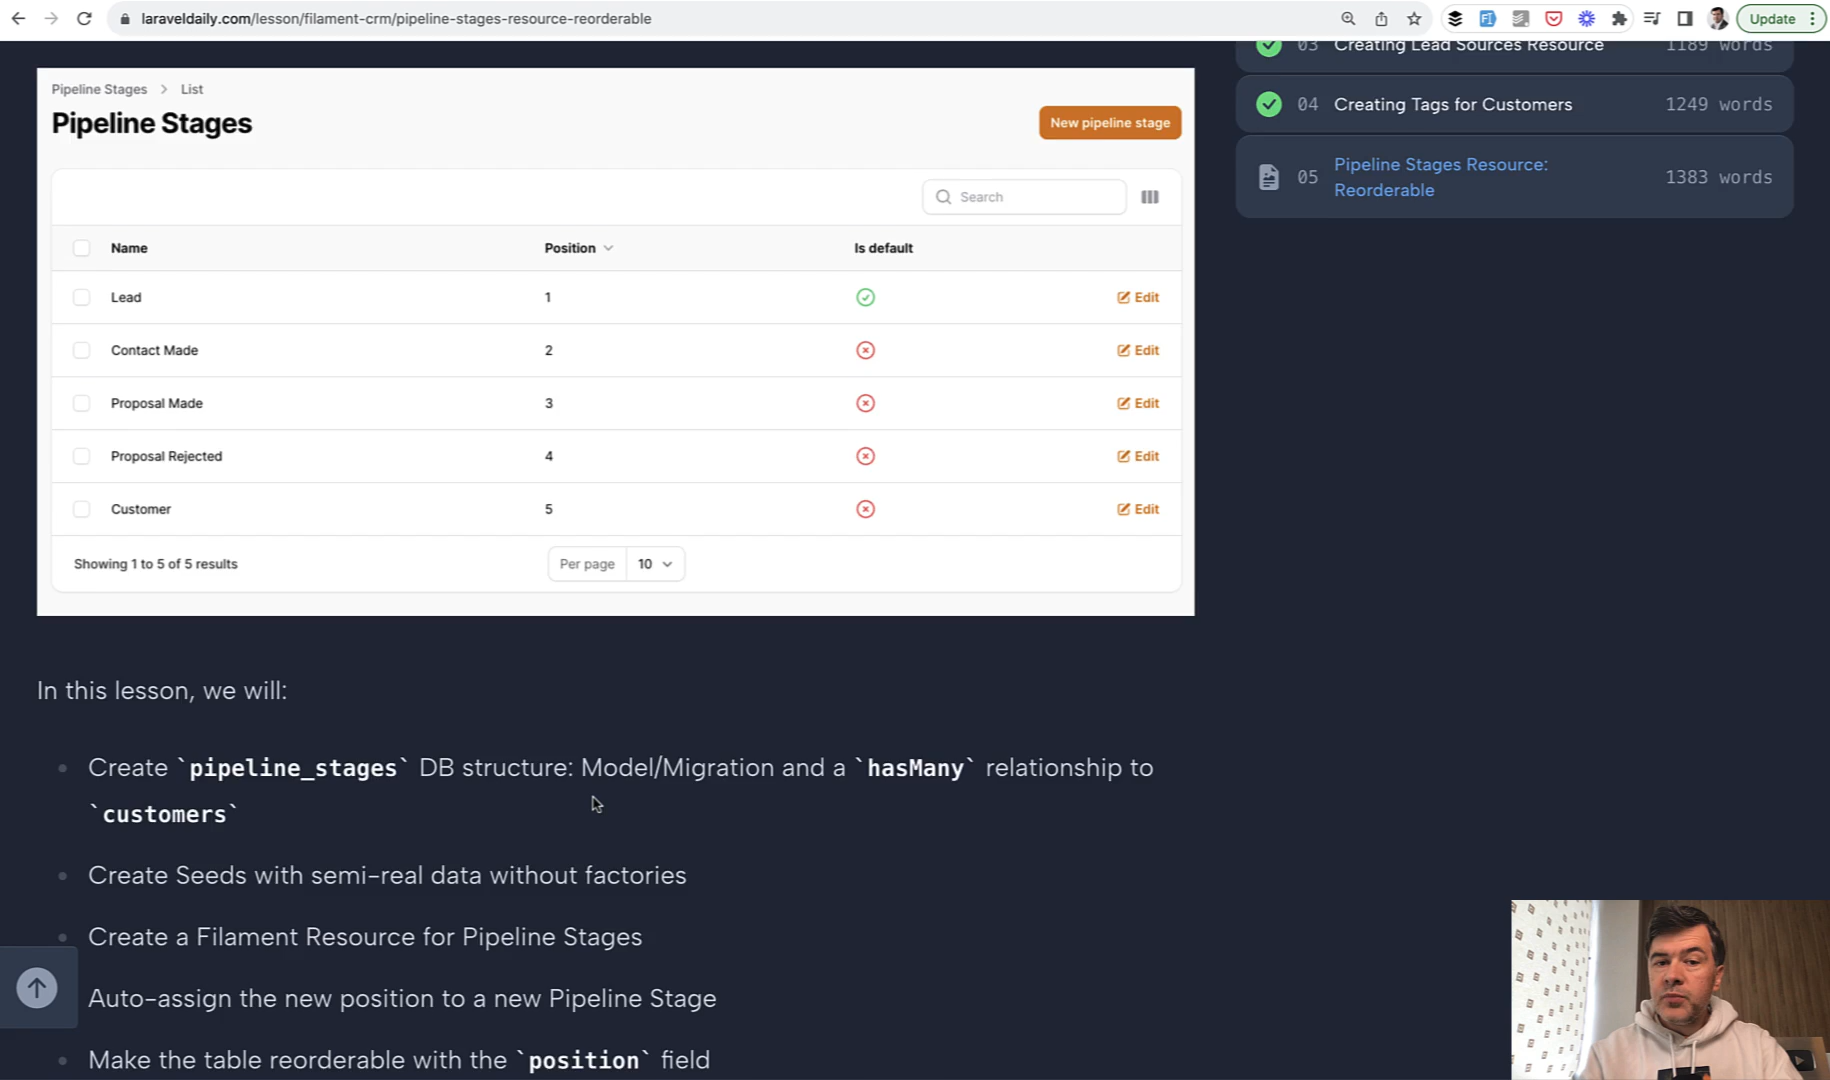 laraveldaily.com/lesson/filament-crm/pipeline-stages-resource-reorderable
Update
Pipeline Stages > List
Pipeline Stages
New pipeline stage
Search
Name Position Is default
Lead 1 Edit
Contact Made 2 Edit
Proposal Made 3 Edit
Proposal Rejected 4 Edit
Customer 5 Edit
Showing 1 to 5 of 5 results
Per page 10
In this lesson, we will:
Create `pipeline_stages` DB structure: Model/Migration and a `hasMany` relationship to
`customers`
Create Seeds with semi-real data without factories
Create a Filament Resource for Pipeline Stages
Auto-assign the new position to a new Pipeline Stage
Make the table reorderable with the `position` field
03 Creating Lead Sources Resource 1189 words
04 Creating Tags for Customers 1249 words
05 Pipeline Stages Resource:
Reorderable 1383 words